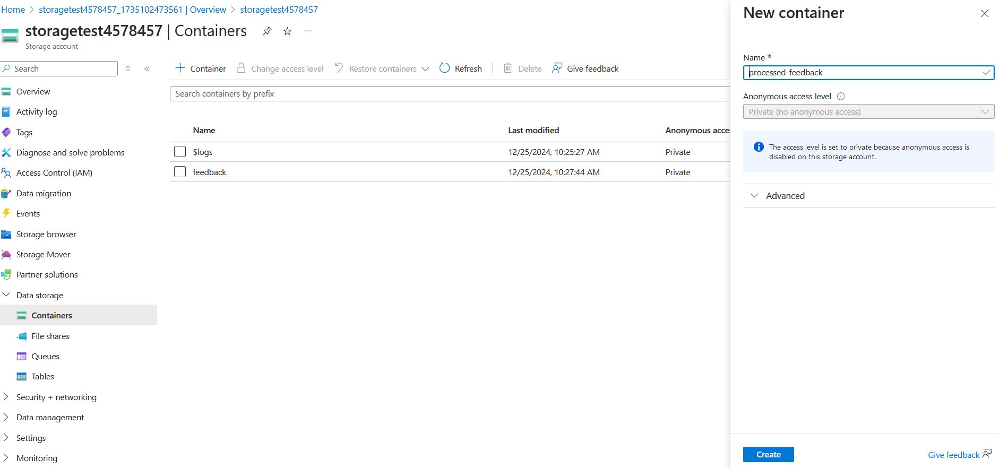 Home > storagetest4578457_1735102473561 | Overview > storagetest4578457
storagetest4578457 | Containers
Storage account
Search
Overview
Activity log
Tags
Diagnose and solve problems
Access Control (IAM)
Data migration
Events
Storage browser
Storage Mover
Partner solutions
Data storage
Containers
File shares
Queues
Tables
Security + networking
Data management
Settings
Monitoring
Container Change access level Restore containers Refresh Delete Give feedback
Search containers by prefix
Name Last modified Anonymous acces
$logs 12/25/2024, 10:25:27 AM Private
feedback 12/25/2024, 10:27:44 AM Private
New container
Name *
processed-feedback
Anonymous access level
Private (no anonymous access)
The access level is set to private because anonymous access is
disabled on this storage account.
Advanced
Create Give feedback